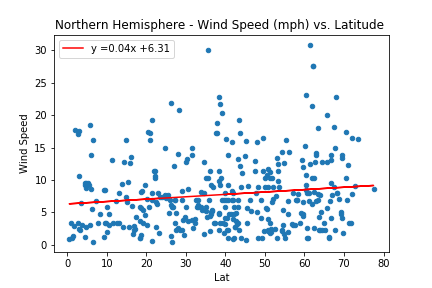 Northern Hemisphere - Wind Speed (mph) vs. Latitude
y =0.04x +6.31
30
25
20
15
10
5
0
Wind Speed
0 10 20 30 40 50 60 70 80
Lat